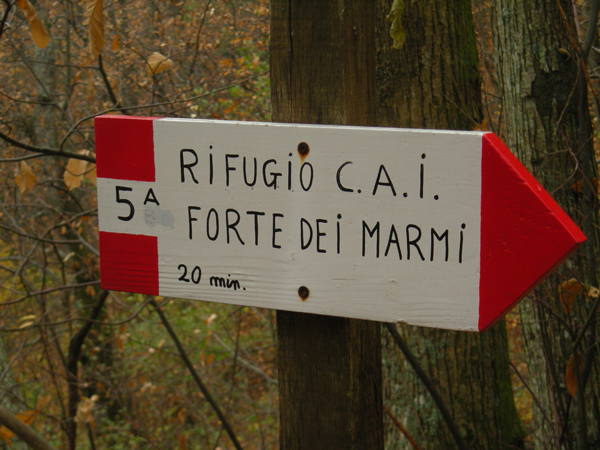 5A
RiFUGiO C.A.i.
FORTE DEi MARMi
20 min.